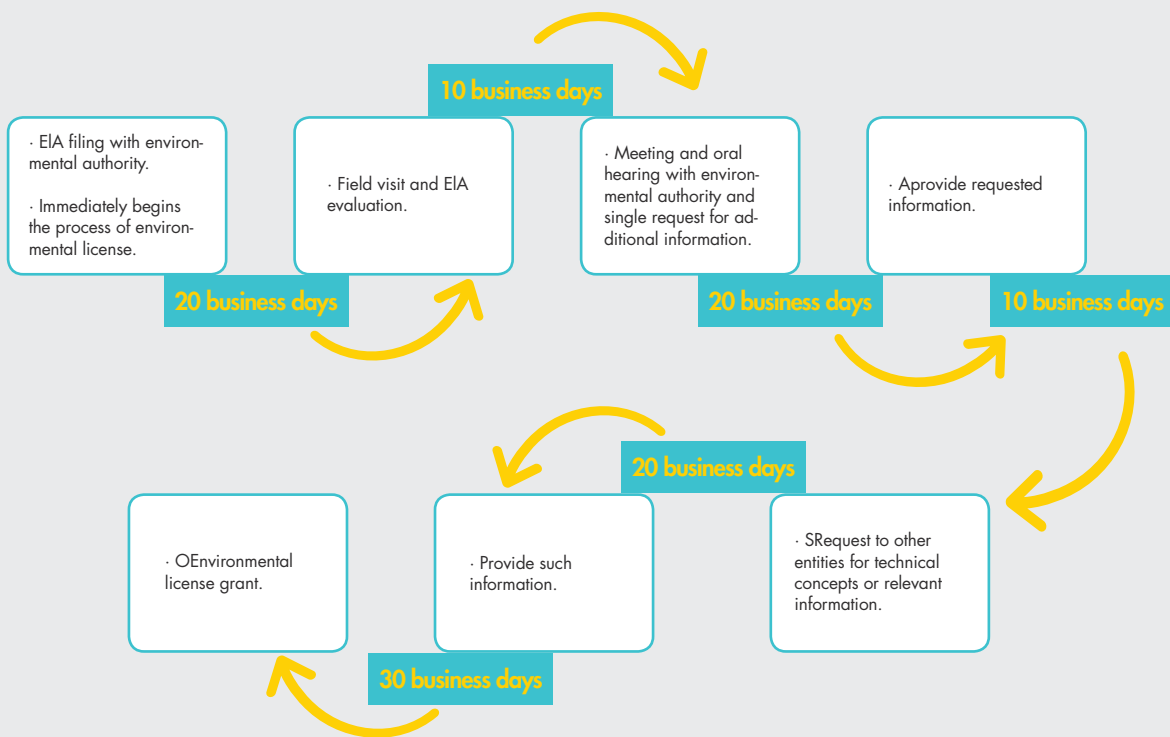 · EIA filing with environ-
mental authority.
· Immediately begins
the process of environ-
mental license.
20 business days
· Field visit and EIA
evaluation.
10 business days
· Meeting and oral
hearing with environ-
mental authority and
single request for ad-
ditional information.
20 business days
· Aprovide requested
information.
10 business days
· SRequest to other
entities for technical
concepts or relevant
information.
20 business days
· Provide such
information.
30 business days
· OEnvironmental
license grant.